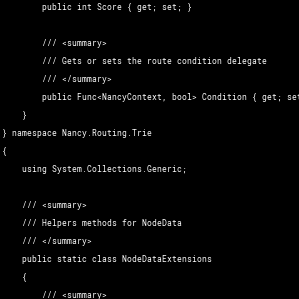 public int Score { get; set; }
/// <summary>
/// Gets or sets the route condition delegate
/// </summary>
public Func<NancyContext, bool> Condition { get; set
}
} namespace Nancy.Routing.Trie
{
using System.Collections.Generic;
/// <summary>
/// Helpers methods for NodeData
/// </summary>
public static class NodeDataExtensions
{
/// <summary>